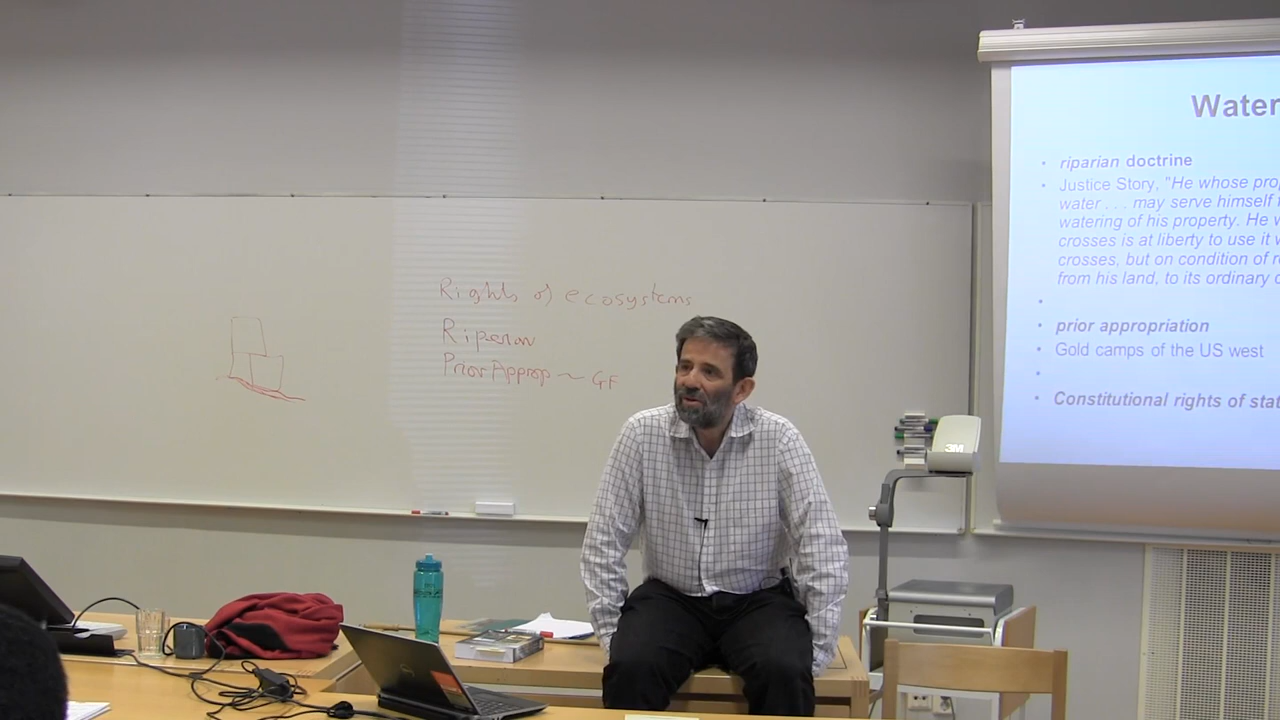 Rights of ecosystems
Riperian
Prior Approp ~ GF
3M
Water
• riparian doctrine
• Justice Story, "He whose prop
water . . . may serve himself
watering of his property. He w
crosses is at liberty to use it w
crosses, but on condition of r
from his land, to its ordinary
•
• prior appropriation
• Gold camps of the US west
•
• Constitutional rights of stat